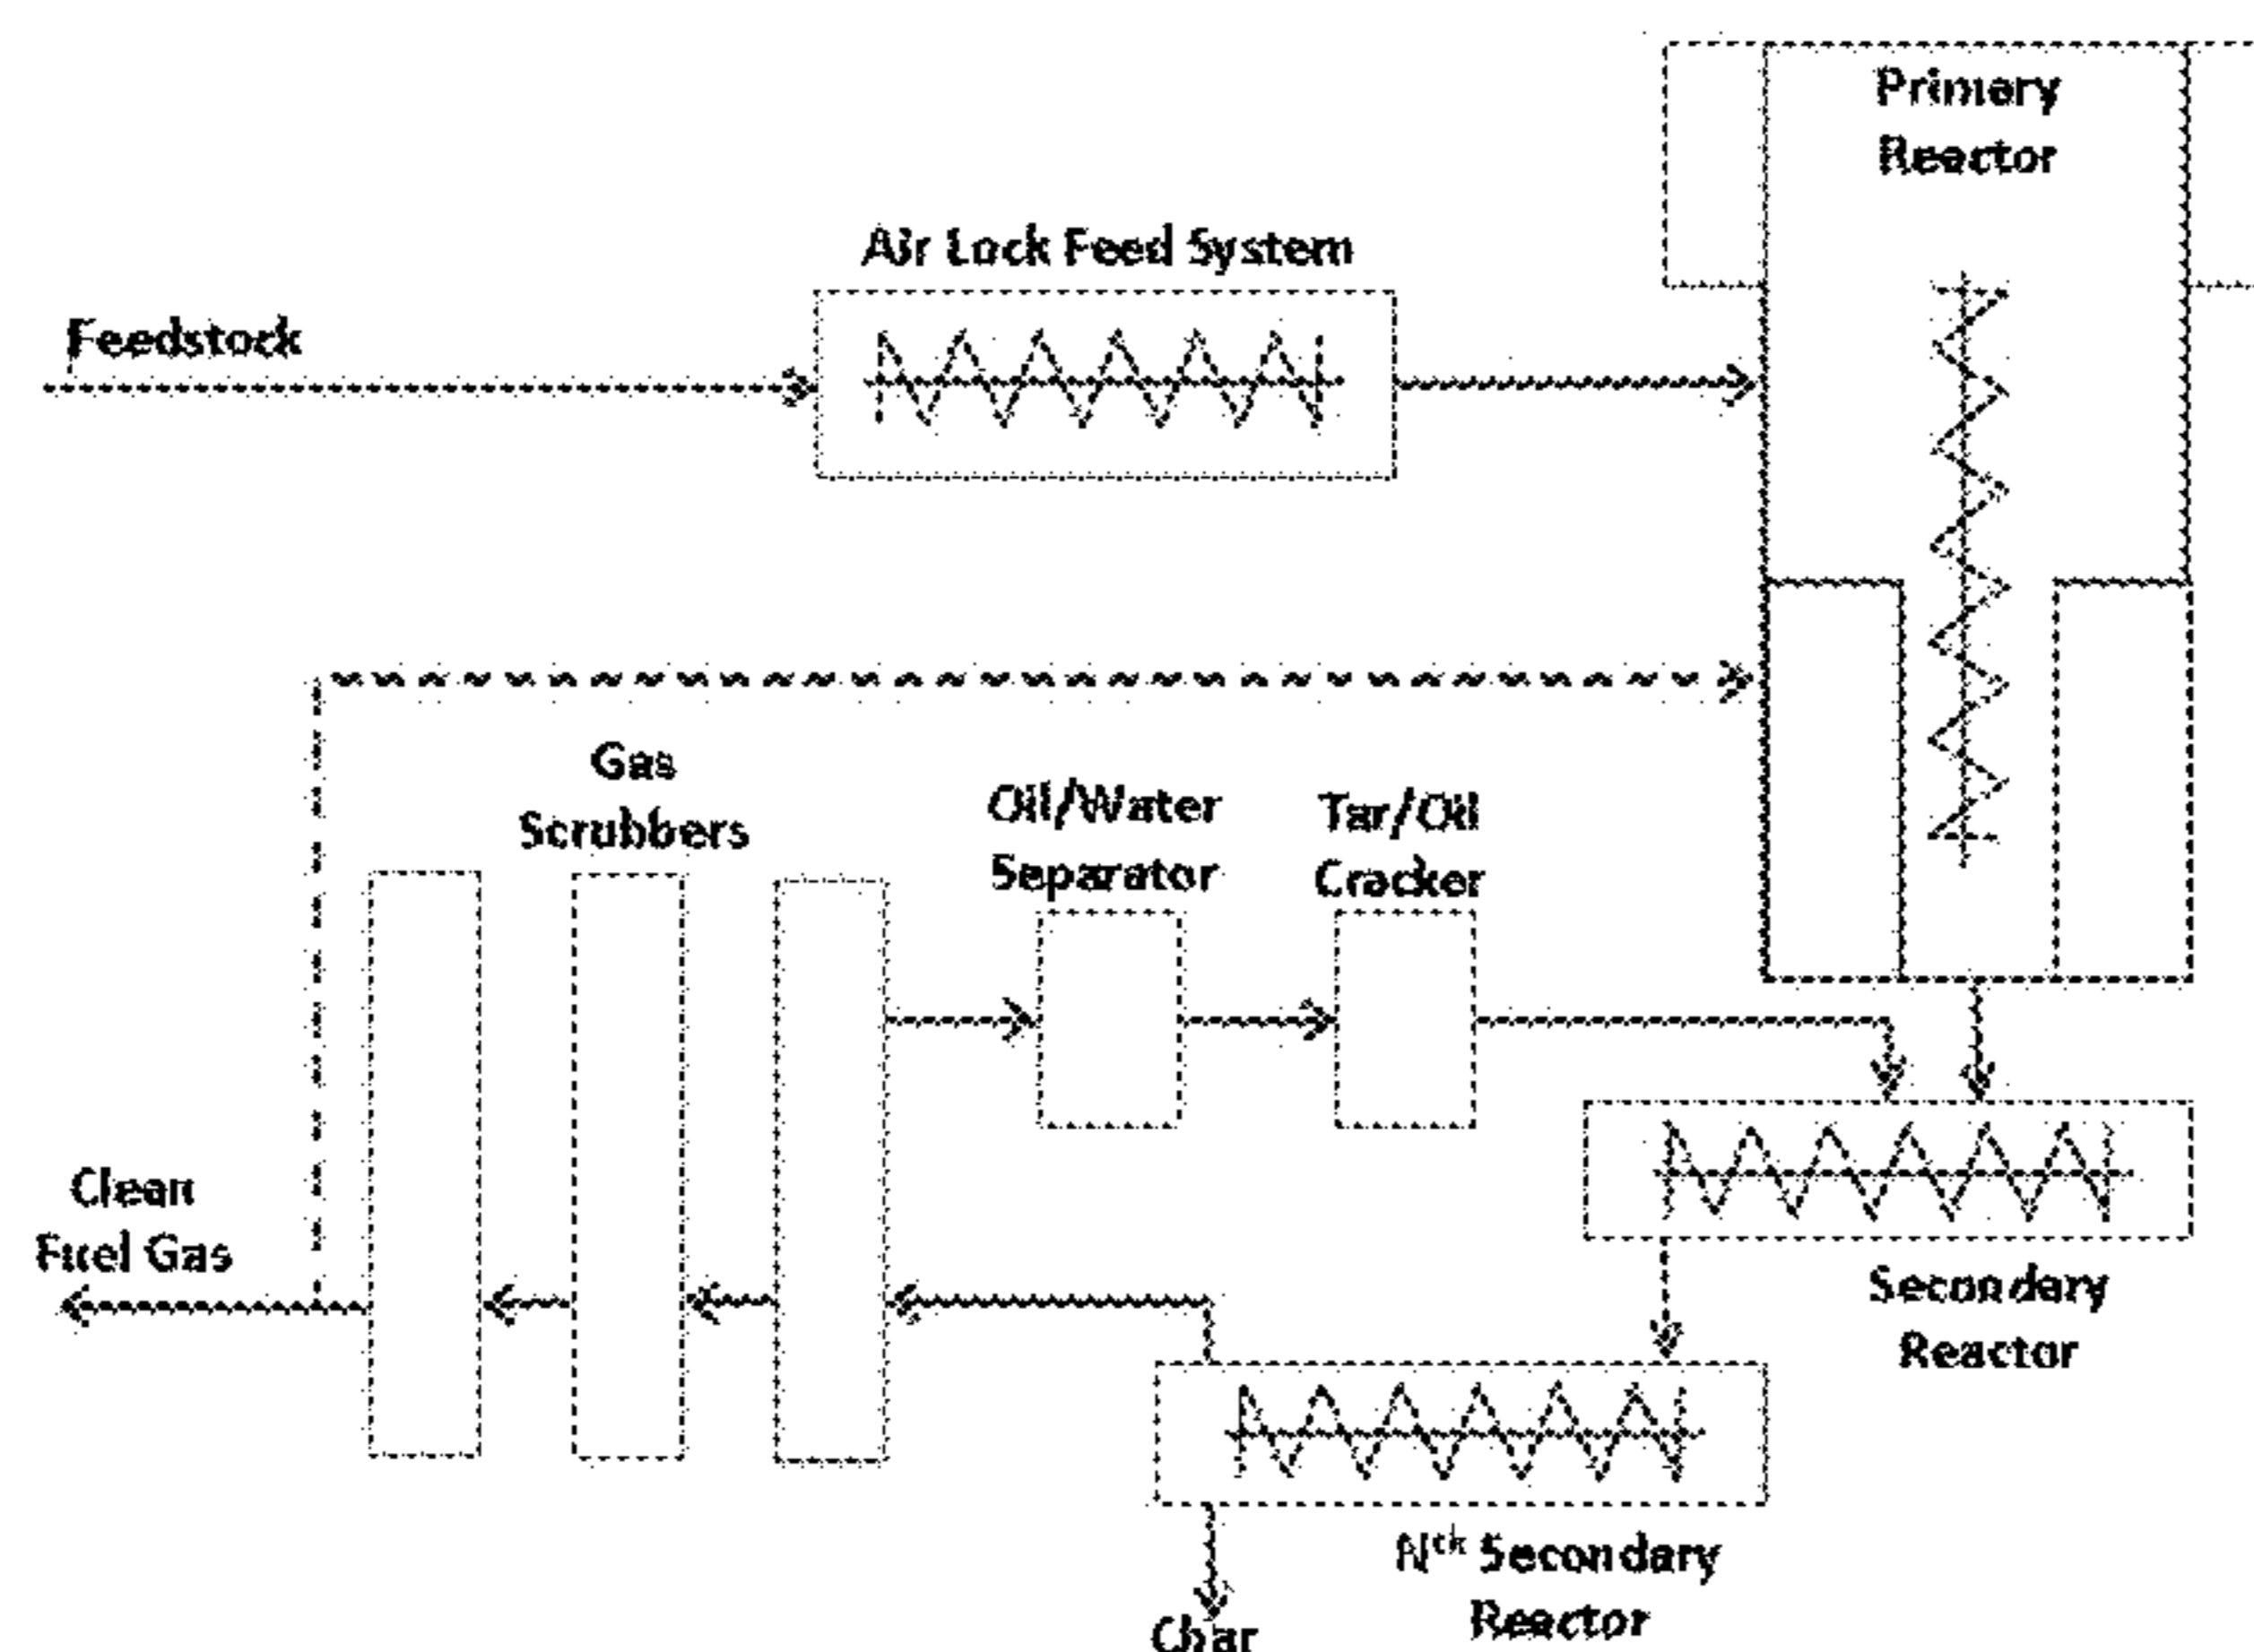 Primary
Reactor
Air Lock Feed System
Feedstock
Gas
Scrubbers
Oil/Water
Separator
Tar/Oil
Cracker
Clean
Fuel Gas
Secondary
Reactor
Nth Secondary
Reactor
Char